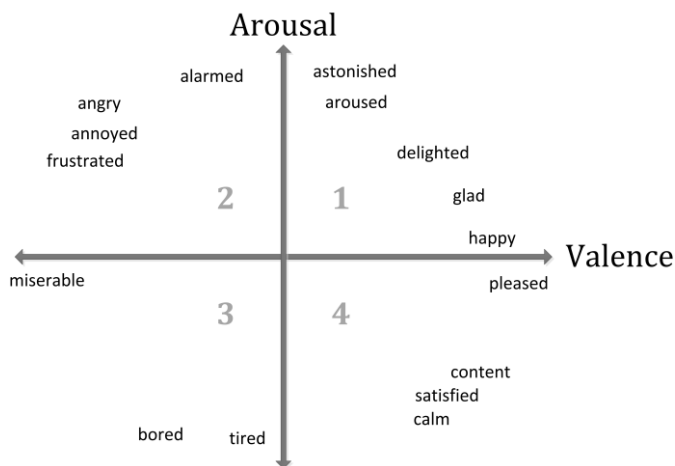 Arousal
alarmed
astonished
angry
aroused
annoyed
frustrated
delighted
2
1
glad
happy
Valence
miserable
pleased
3
4
content
satisfied
calm
bored
tired